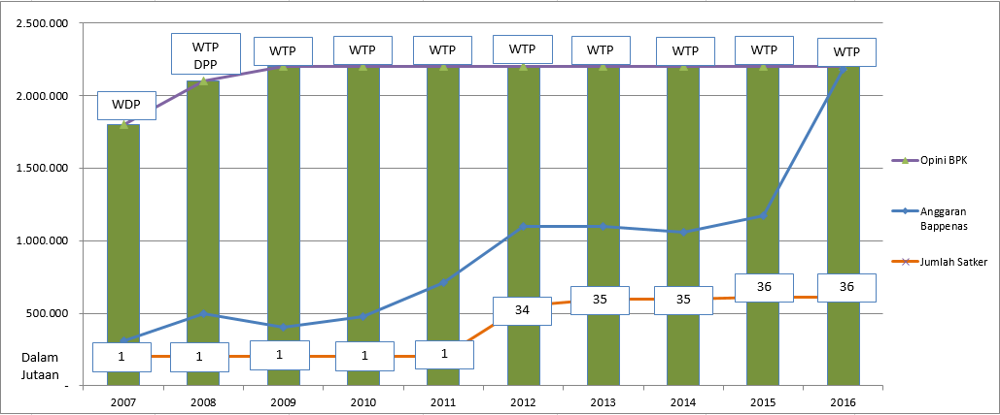 2.500.000
2.000.000
1.500.000
1.000.000
500.000
Dalam
Jutaan
-
WDP
WTP
DPP
WTP
WTP
WTP
WTP
WTP
WTP
WTP
WTP
1
1
1
1
1
34
35
35
36
36
2007
2008
2009
2010
2011
2012
2013
2014
2015
2016
Opini BPK
Anggaran
Bappenas
Jumlah Satker